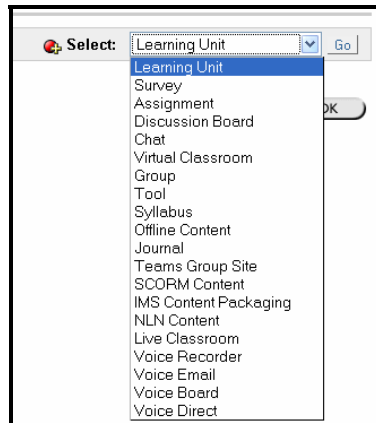 Select: Learning Unit Go
Learning Unit
Survey
Assignment
Discussion Board
Chat
Virtual Classroom
Group
Tool
Syllabus
Offline Content
Journal
Teams Group Site
SCORM Content
IMS Content Packaging
NLN Content
Live Classroom
Voice Recorder
Voice Email
Voice Board
Voice Direct